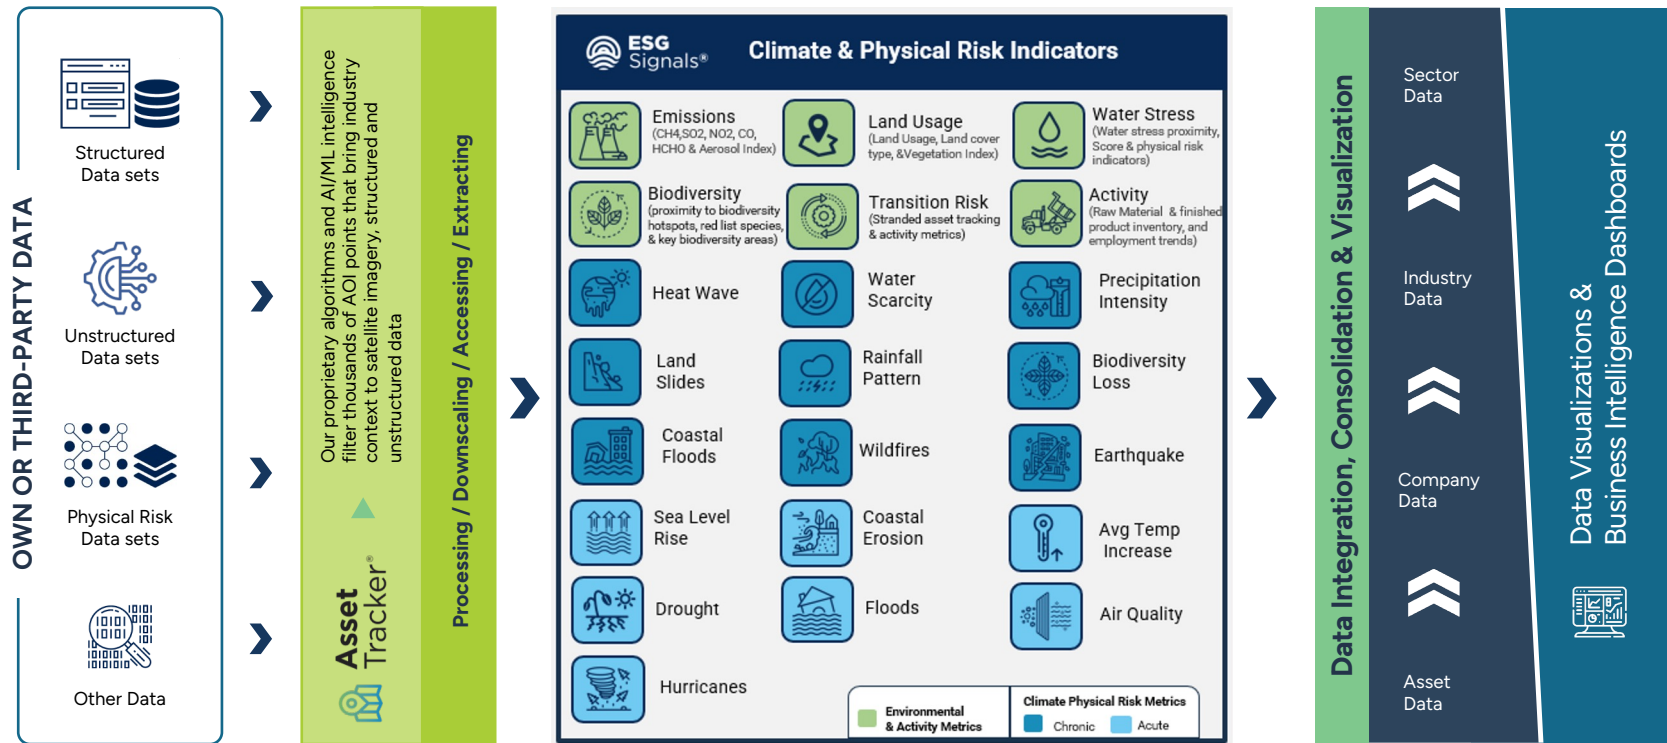 OWN OR THIRD-PARTY DATA
Structured
Data sets
Unstructured
Data sets
Physical Risk
Data sets
Other Data
Asset
Tracker®
Our proprietary algorithms and AI/ML intelligence
filter thousands of AOI points that bring industry
context to satellite imagery, structured and
unstructured data
Processing / Downscaling / Accessing / Extracting
ESG
Signals®
Climate & Physical Risk Indicators
Emissions
(CH4,SO2, NO2, CO,
HCHO & Aerosol Index)
Land Usage
(Land Usage, Land cover
type, &Vegetation Index)
Water Stress
(Water stress proximity,
Score & physical risk
indicators)
Biodiversity
(proximity to biodiversity
hotspots, red list species,
& key biodiversity areas)
Transition Risk
(Stranded asset tracking
& activity metrics)
Activity
(Raw Material & finished
product inventory, and
employment trends)
Heat Wave
Water
Scarcity
Precipitation
Intensity
Land
Slides
Rainfall
Pattern
Biodiversity
Loss
Coastal
Floods
Wildfires
Earthquake
Sea Level
Rise
Coastal
Erosion
Avg Temp
Increase
Drought
Floods
Air Quality
Hurricanes
Environmental
& Activity Metrics
Climate Physical Risk Metrics
Chronic
Acute
Data Integration, Consolidation & Visualization
Sector
Data
Industry
Data
Company
Data
Asset
Data
Data Visualizations &
Business Intelligence Dashboards